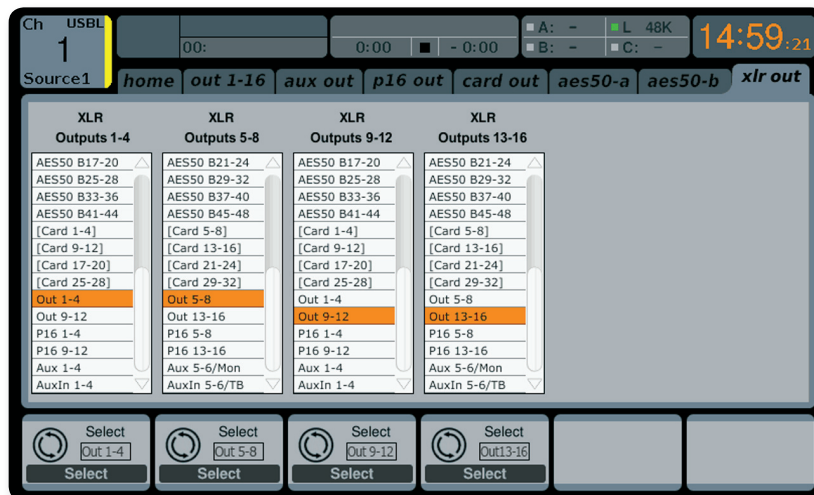 Ch USBL
1
Source1
00:
0:00 - 0:00
A: - L 48K
B: - C: -
14:59:21
home out 1-16 aux out p16 out card out aes50-a aes50-b xlr out
XLR XLR XLR XLR
Outputs 1-4 Outputs 5-8 Outputs 9-12 Outputs 13-16
AES50 B17-20 AES50 B21-24 AES50 B17-20 AES50 B21-24
AES50 B25-28 AES50 B29-32 AES50 B25-28 AES50 B29-32
AES50 B33-36 AES50 B37-40 AES50 B33-36 AES50 B37-40
AES50 B41-44 AES50 B45-48 AES50 B41-44 AES50 B45-48
[Card 1-4] [Card 5-8] [Card 1-4] [Card 5-8]
[Card 9-12] [Card 13-16] [Card 9-12] [Card 13-16]
[Card 17-20] [Card 21-24] [Card 17-20] [Card 21-24]
[Card 25-28] [Card 29-32] [Card 25-28] [Card 29-32]
Out 1-4 Out 5-8 Out 1-4 Out 5-8
Out 9-12 Out 13-16 Out 9-12 Out 13-16
P16 1-4 P16 5-8 P16 1-4 P16 5-8
P16 9-12 P16 13-16 P16 9-12 P16 13-16
Aux 1-4 Aux 5-6/Mon Aux 1-4 Aux 5-6/Mon
AuxIn 1-4 AuxIn 5-6/TB AuxIn 1-4 AuxIn 5-6/TB
Select Select Select Select
Out 1-4 Out 5-8 Out 9-12 Out13-16
Select Select Select Select